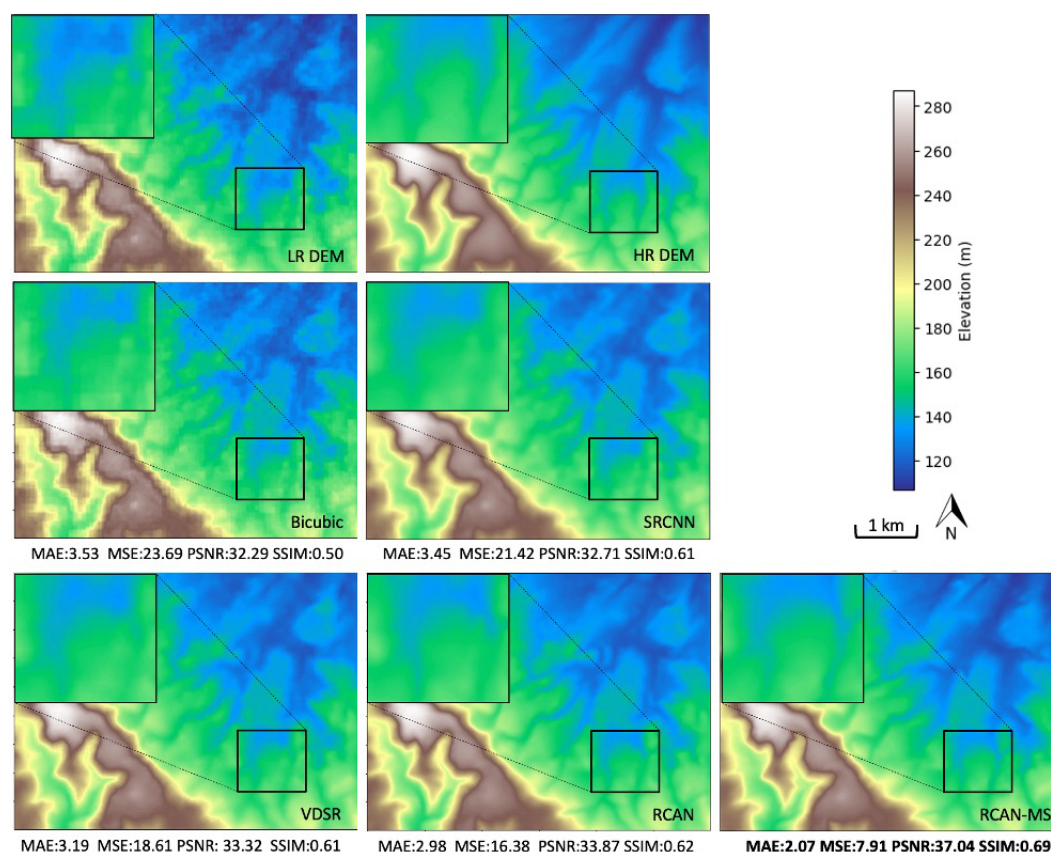 LR DEM
HR DEM
280
260
240
220
200
180
160
140
120
Elevation (m)
Bicubic
SRCNN
1 km
N
MAE:3.53 MSE:23.69 PSNR:32.29 SSIM:0.50
MAE:3.45 MSE:21.42 PSNR:32.71 SSIM:0.61
VDSR
RCAN
RCAN-MS
MAE:3.19 MSE:18.61 PSNR: 33.32 SSIM:0.61
MAE:2.98 MSE:16.38 PSNR:33.87 SSIM:0.62
MAE:2.07 MSE:7.91 PSNR:37.04 SSIM:0.69